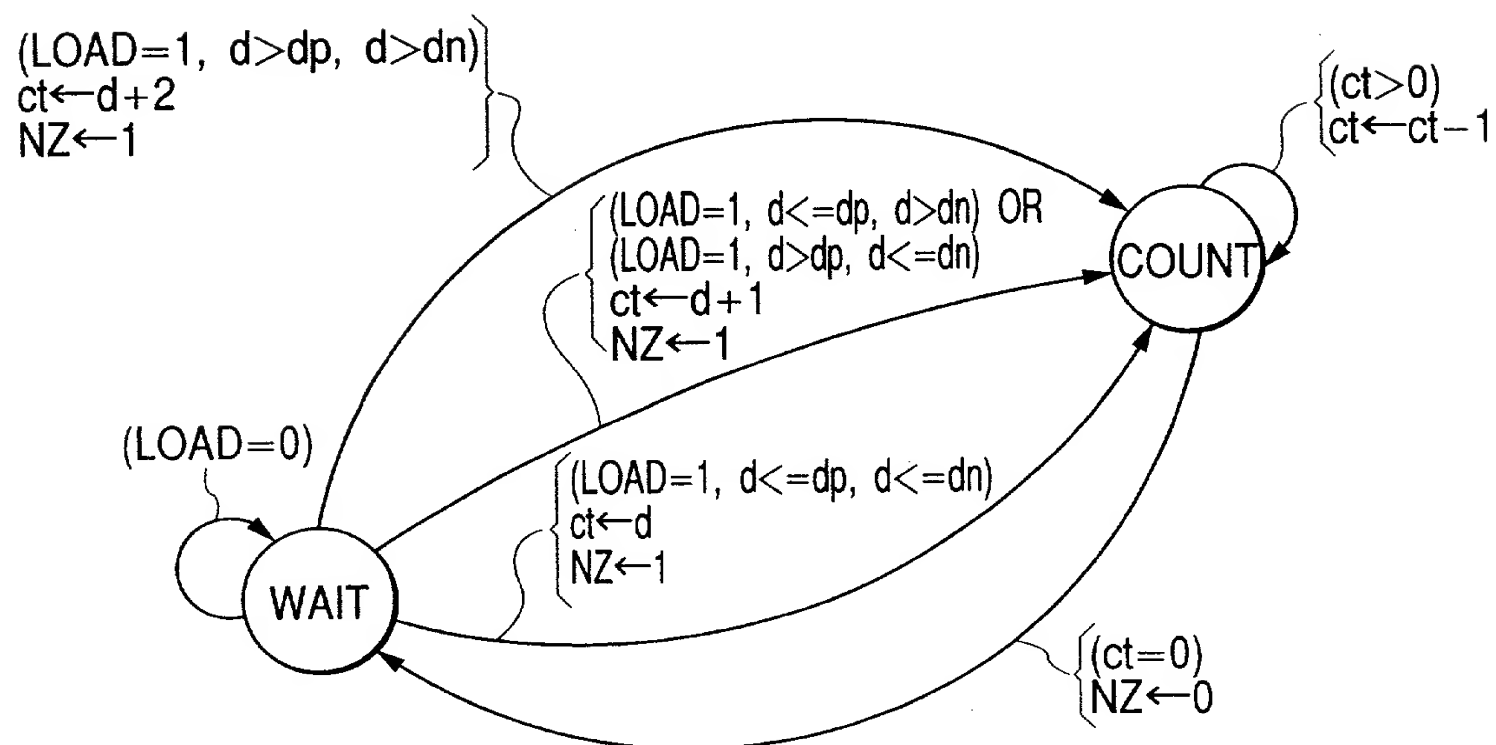 (LOAD=1, d>dp, d>dn)
ct←d+2
NZ←1
(ct>0)
ct←ct-1
(LOAD=1, d<=dp, d>dn) OR
(LOAD=1, d>dp, d<=dn)
ct←d+1
NZ←1
COUNT
(LOAD=0)
(LOAD=1, d<=dp, d<=dn)
ct←d
NZ←1
WAIT
(ct=0)
NZ←0